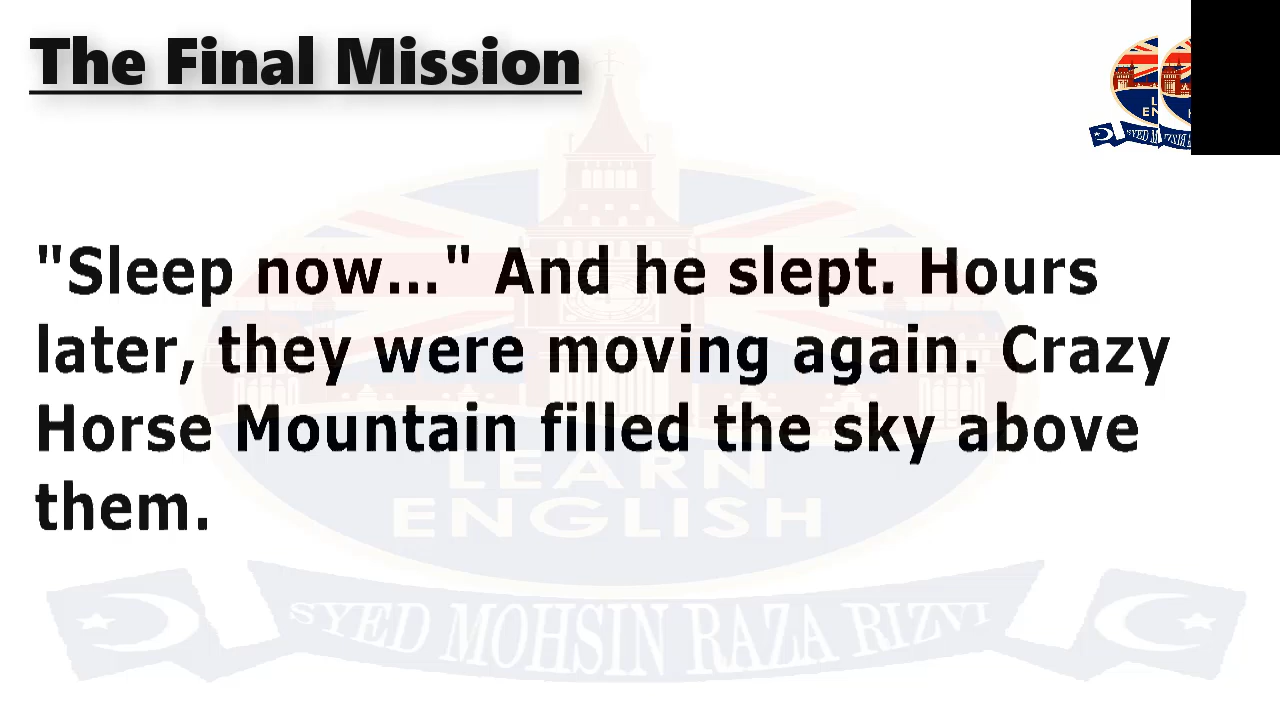 The Final Mission
"Sleep now..." And he slept. Hours
later, they were moving again. Crazy
Horse Mountain filled the sky above
them.
LEARN
ENGLISH
SYED MOHSIN RAZA RIZVI